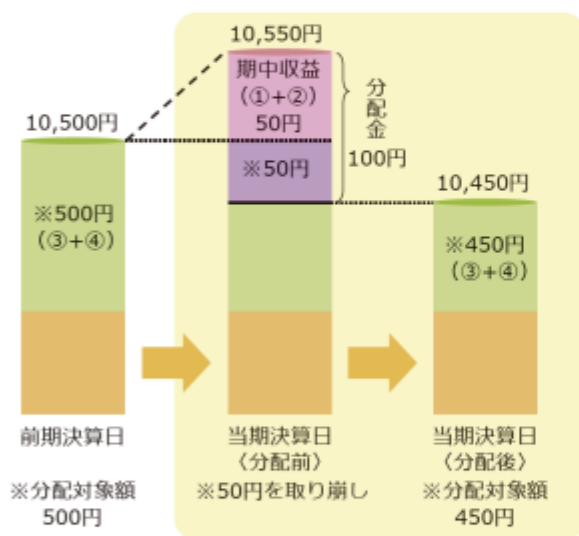 10,500円
※500円
(③+④)
前期決算日
※分配対象額
500円
10,550円
期中収益
(①+②)
50円
※50円
分配金
100円
当期決算日
〈分配前〉
※50円を取り崩し
10,450円
※450円
(③+④)
当期決算日
〈分配後〉
※分配対象額
450円